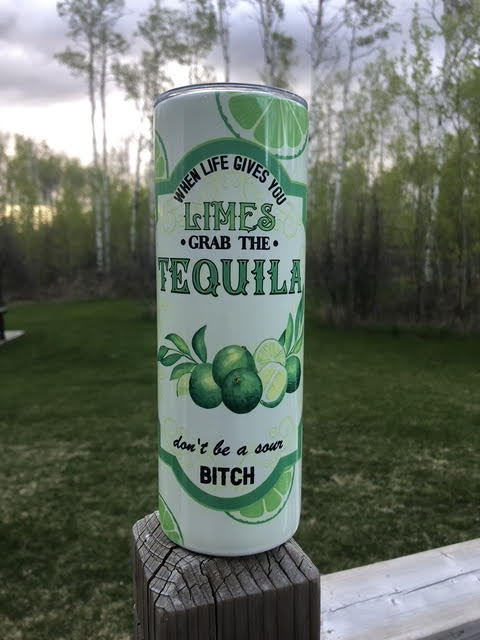 WHEN LIFE GIVES YOU
LIMES
• GRAB THE •
TEQUILA
don't be a sour
BITCH